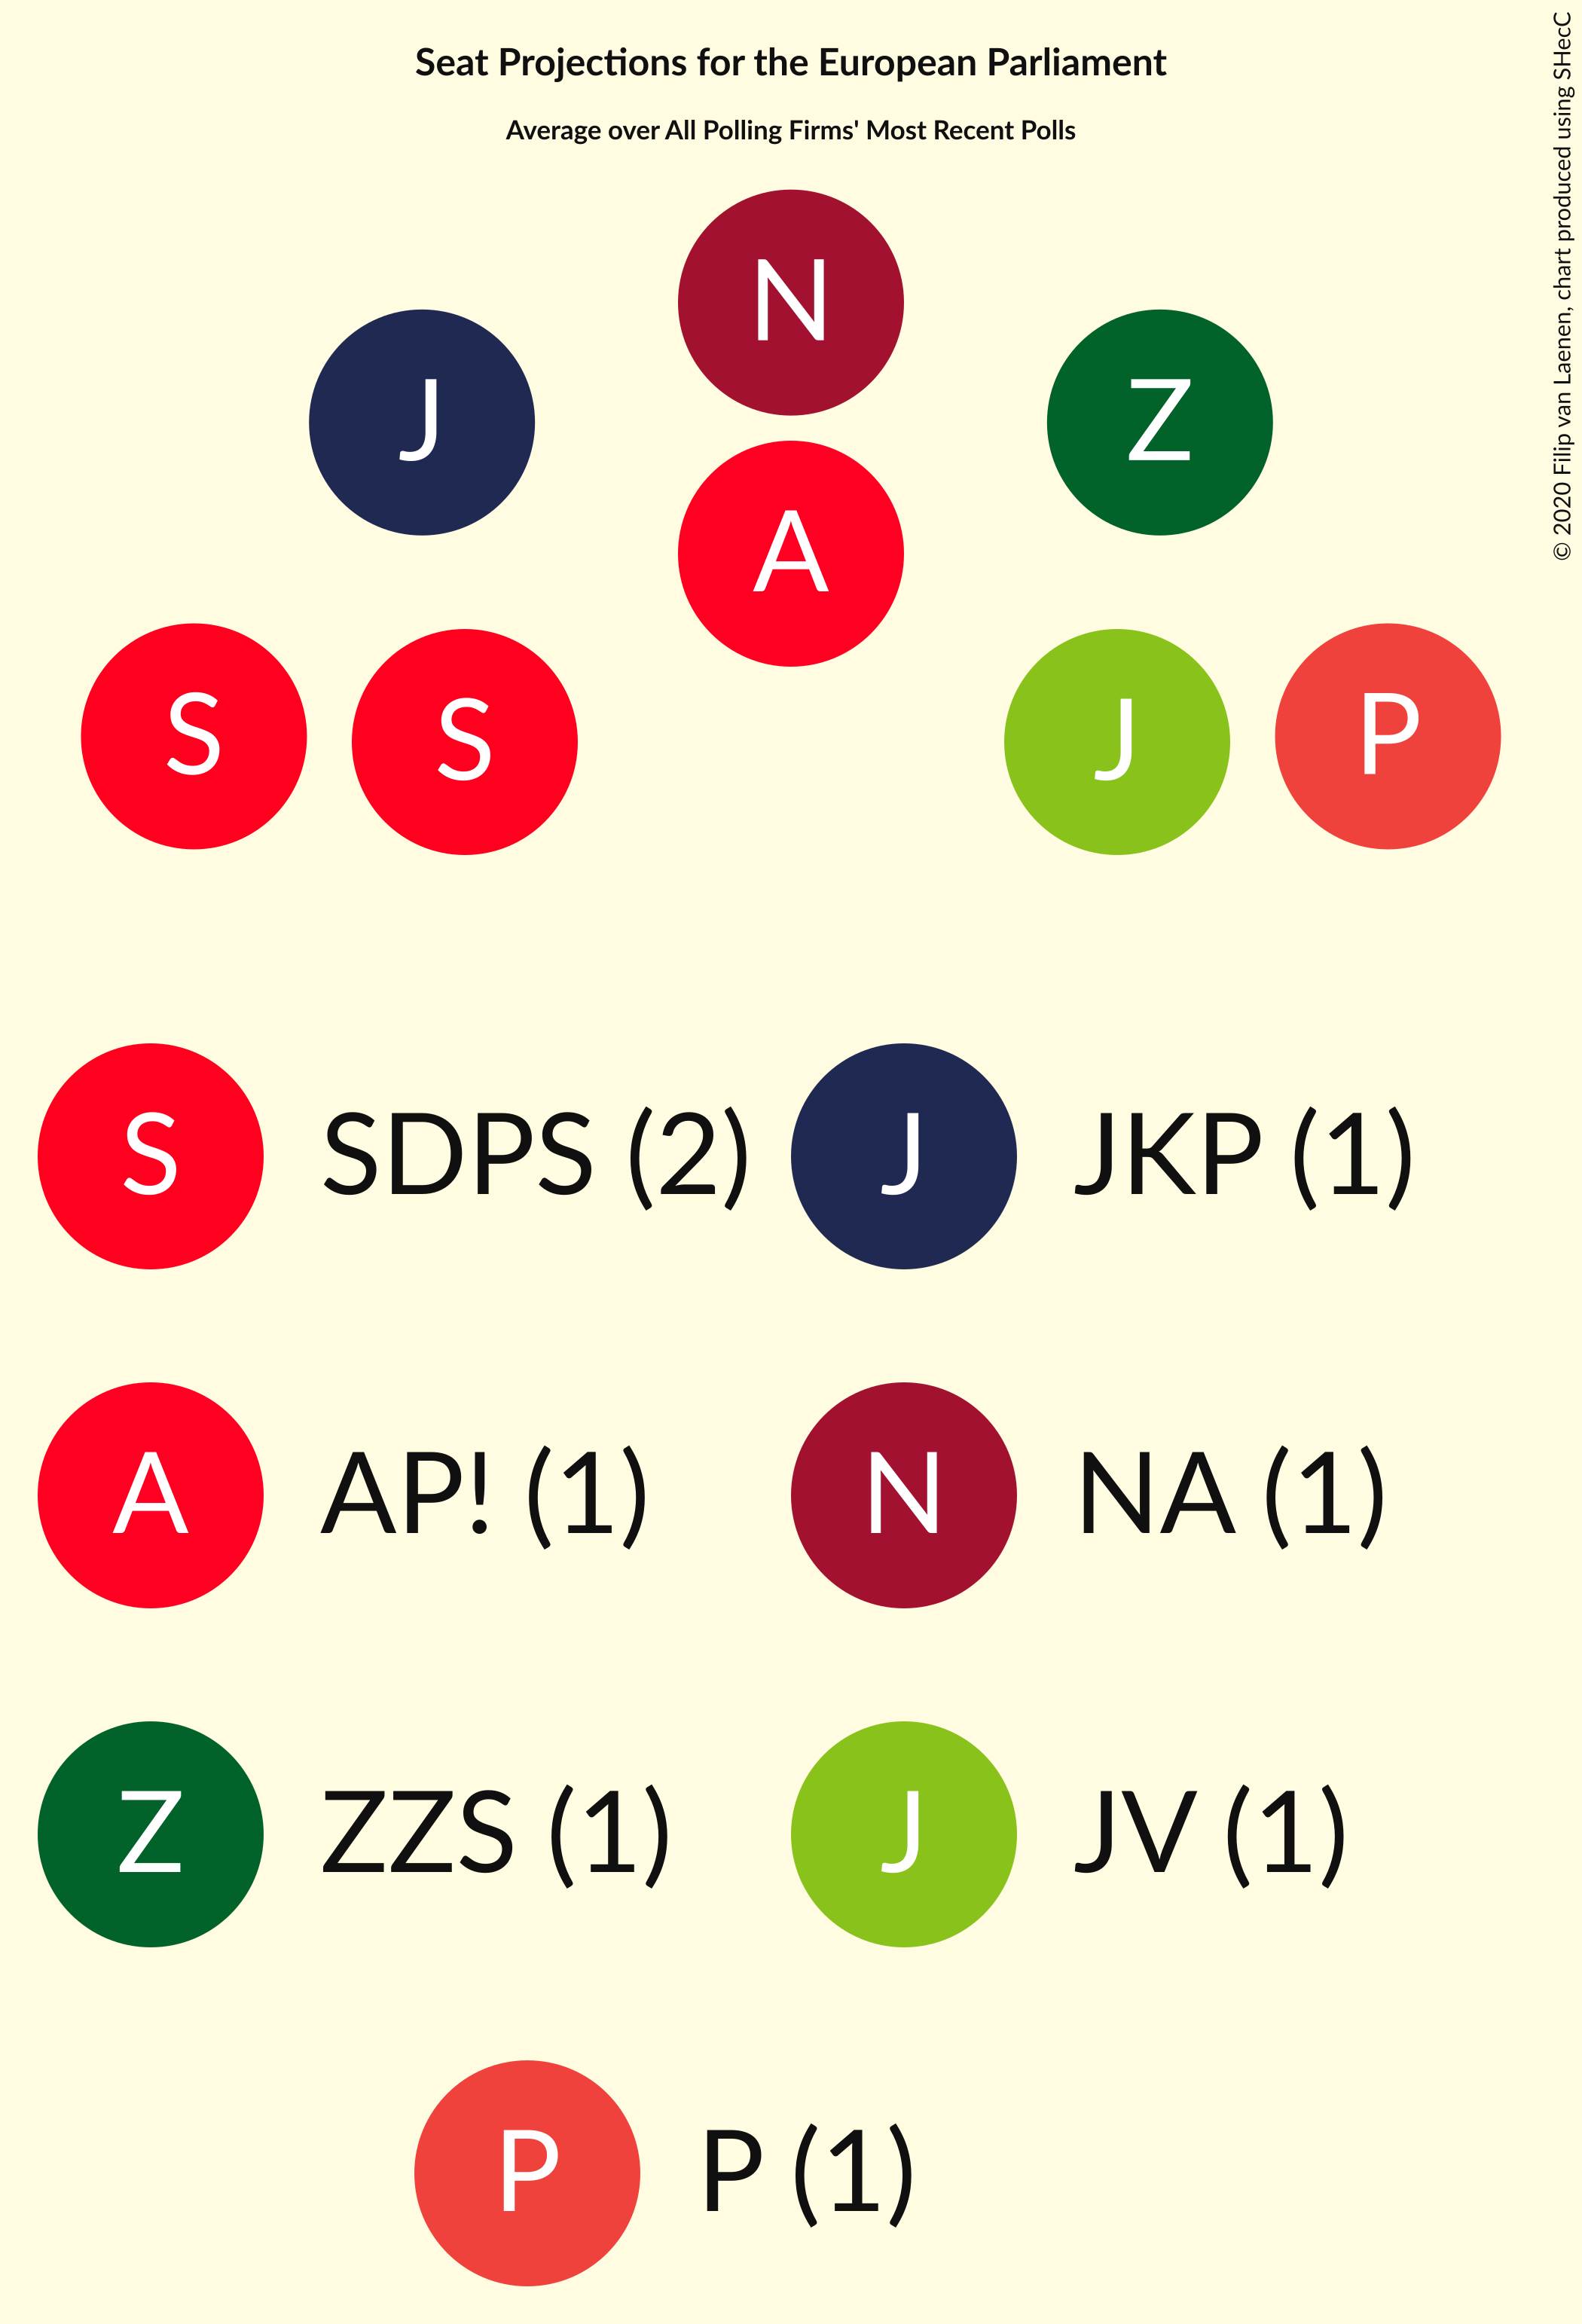 Seat Projections for the European Parliament
Average over All Polling Firms' Most Recent Polls
© 2020 Filip van Laenen, chart produced using SHecC
N
J
Z
A
S
S
J
P
S SDPS (2)
J JKP (1)
A AP! (1)
N NA (1)
Z ZZS (1)
J JV (1)
P P (1)